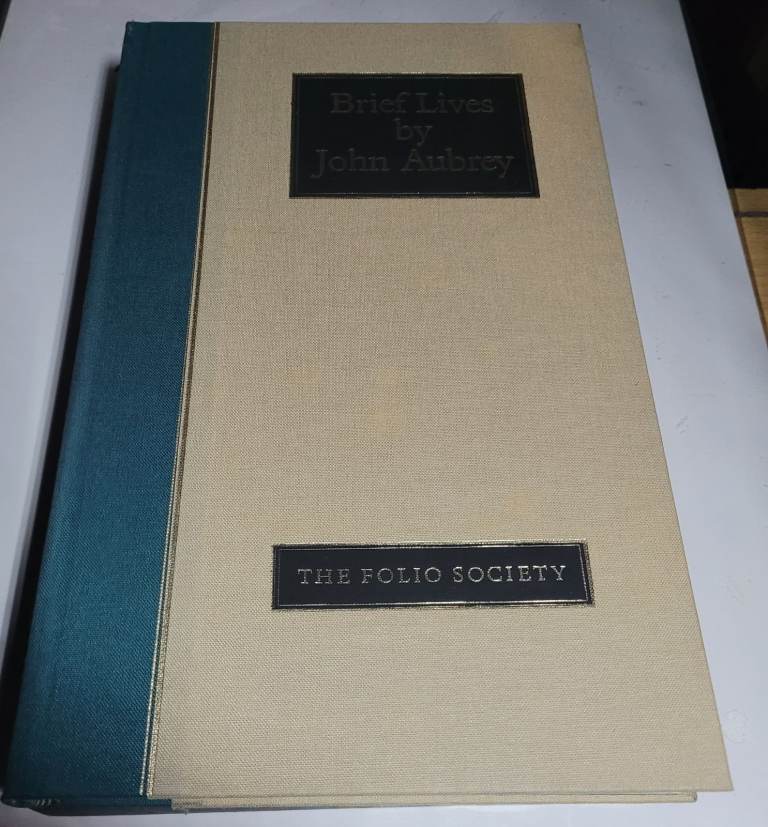 Brief Lives
by
John Aubrey
THE FOLIO SOCIETY